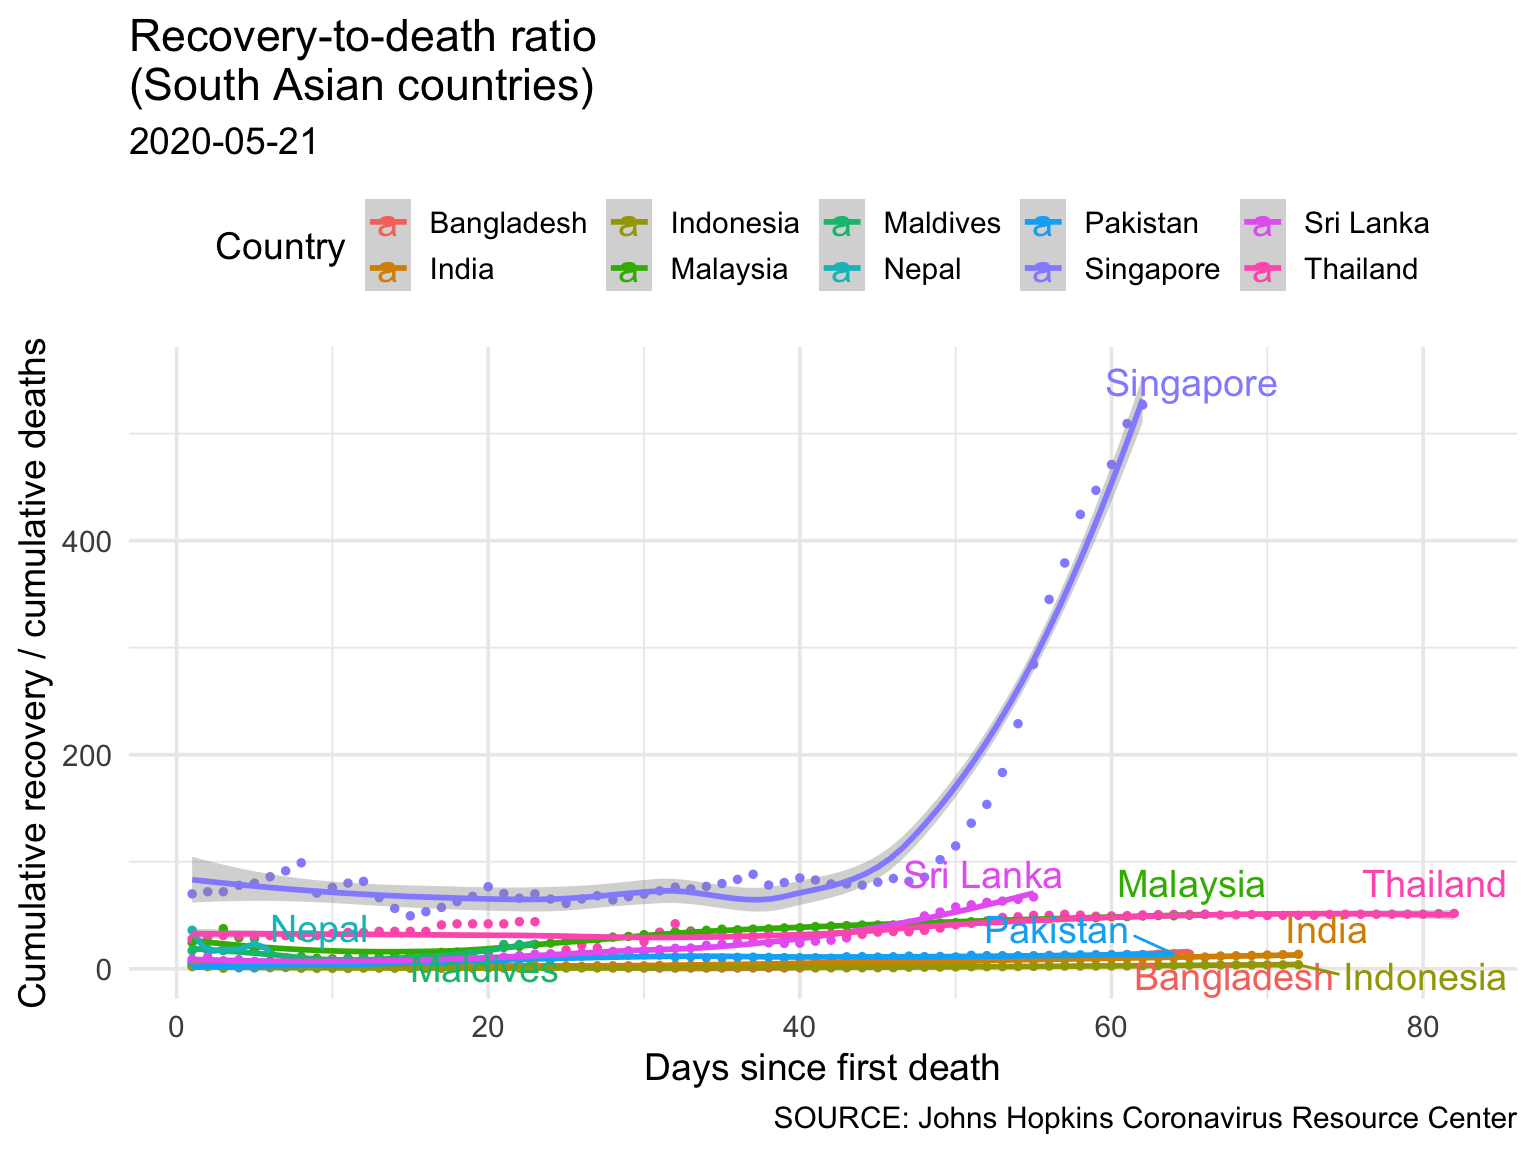 Recovery-to-death ratio
(South Asian countries)
2020-05-21
Country
a Bangladesh a Indonesia a Maldives a Pakistan a Sri Lanka
a India a Malaysia a Nepal a Singapore a Thailand
Cumulative recovery / cumulative deaths
Singapore
400
200
Sri Lanka
Malaysia
Thailand
Nepal
Pakistan
India
Maldives
Bangladesh
Indonesia
0
0 20 40 60 80
Days since first death
SOURCE: Johns Hopkins Coronavirus Resource Center